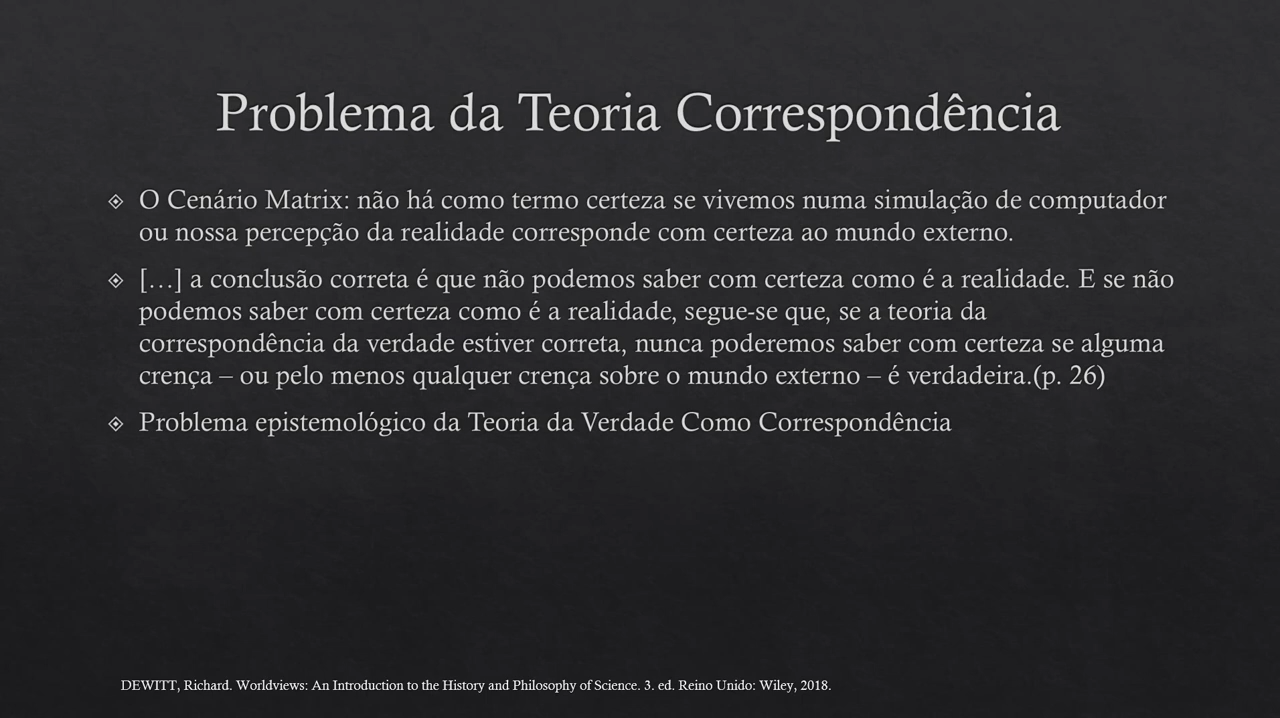 Problema da Teoria Correspondência
O Cenário Matrix: não há como termo certeza se vivemos numa simulação de computador
ou nossa percepção da realidade corresponde com certeza ao mundo externo.
[…] a conclusão correta é que não podemos saber com certeza como é a realidade. E se não
podemos saber com certeza como é a realidade, segue-se que, se a teoria da
correspondência da verdade estiver correta, nunca poderemos saber com certeza se alguma
crença – ou pelo menos qualquer crença sobre o mundo externo – é verdadeira.(p. 26)
Problema epistemológico da Teoria da Verdade Como Correspondência
DEWITT, Richard. Worldviews: An Introduction to the History and Philosophy of Science. 3. ed. Reino Unido: Wiley, 2018.